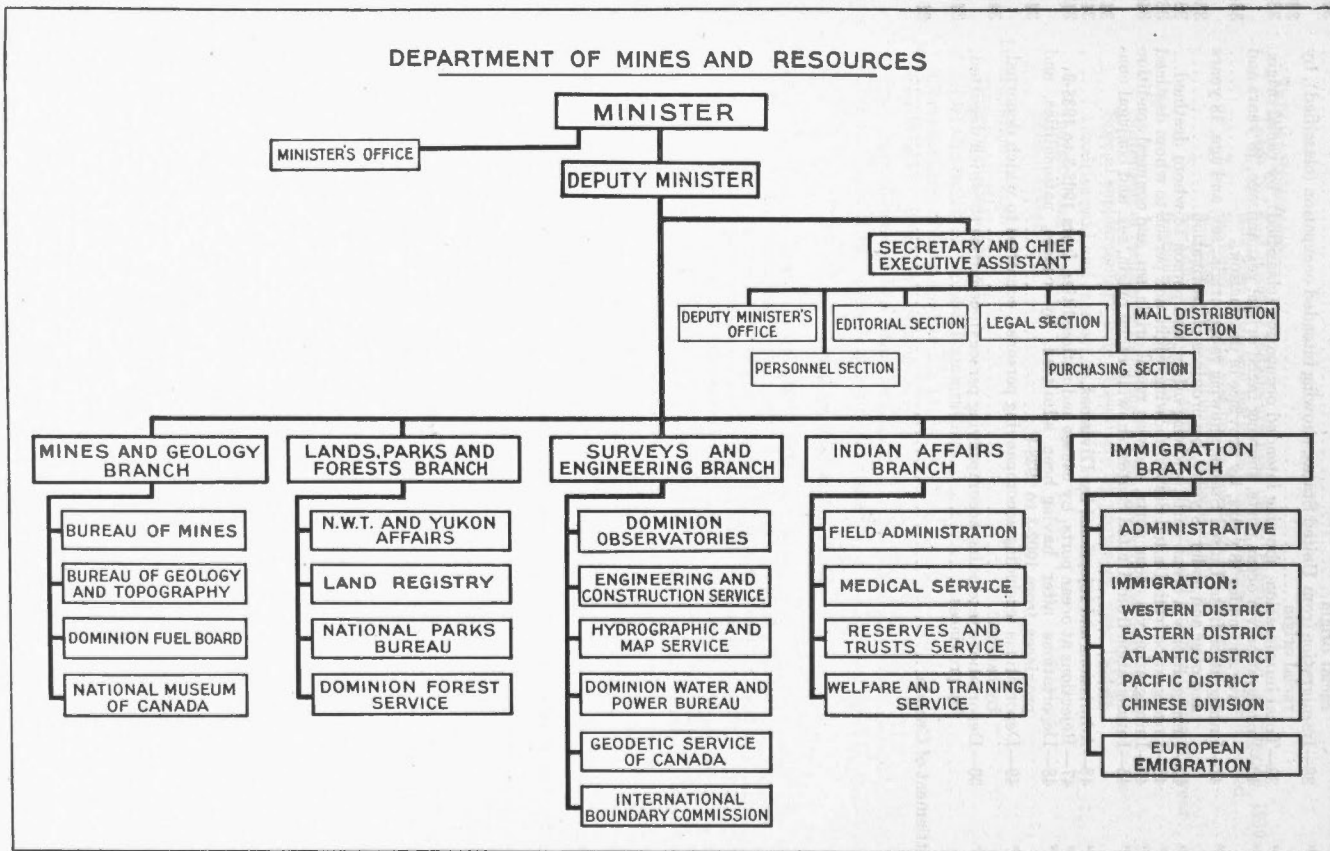 DEPARTMENT OF MINES AND RESOURCES
MINISTER
MINISTER'S OFFICE
DEPUTY MINISTER
SECRETARY AND CHIEF
EXECUTIVE ASSISTANT
DEPUTY MINISTER'S
OFFICE
EDITORIAL SECTION
LEGAL SECTION
MAIL DISTRIBUTION
SECTION
PERSONNEL SECTION
PURCHASING SECTION
MINES AND GEOLOGY
BRANCH
BUREAU OF MINES
BUREAU OF GEOLOGY
AND TOPOGRAPHY
DOMINION FUEL BOARD
NATIONAL MUSEUM
OF CANADA
LANDS, PARKS AND
FORESTS BRANCH
N.W.T. AND YUKON
AFFAIRS
LAND REGISTRY
NATIONAL PARKS
BUREAU
DOMINION FOREST
SERVICE
SURVEYS AND
ENGINEERING BRANCH
DOMINION
OBSERVATORIES
ENGINEERING AND
CONSTRUCTION SERVICE
HYDROGRAPHIC AND
MAP SERVICE
DOMINION WATER AND
POWER BUREAU
GEODETIC SERVICE
OF CANADA
INTERNATIONAL
BOUNDARY COMMISSION
INDIAN AFFAIRS
BRANCH
FIELD ADMINISTRATION
MEDICAL SERVICE
RESERVES AND
TRUSTS SERVICE
WELFARE AND TRAINING
SERVICE
IMMIGRATION
BRANCH
ADMINISTRATIVE
IMMIGRATION:
WESTERN DISTRICT
EASTERN DISTRICT
ATLANTIC DISTRICT
PACIFIC DISTRICT
CHINESE DIVISION
EUROPEAN
EMIGRATION